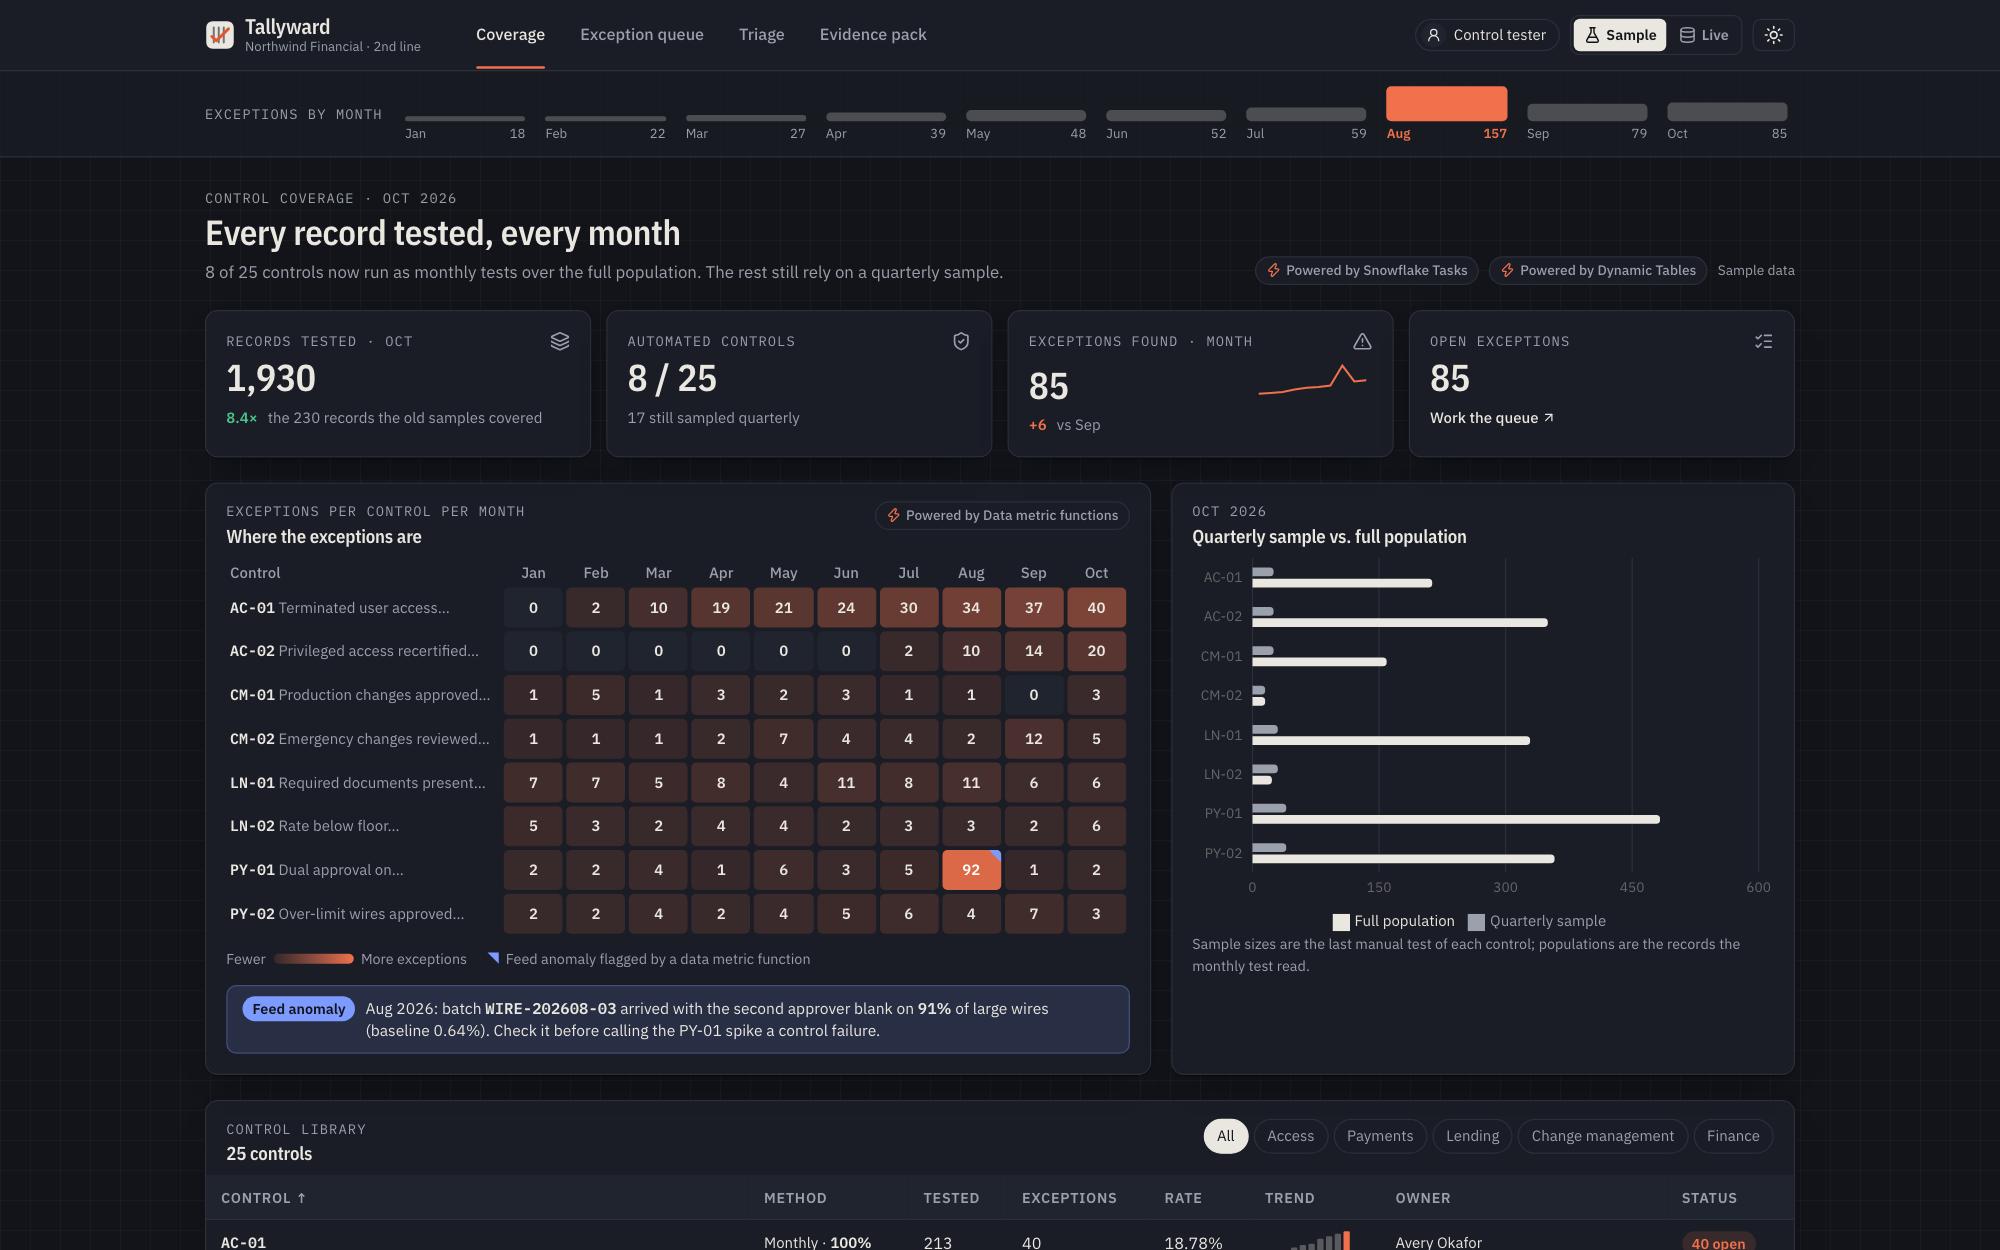 Tallyward
Northwind Financial · 2nd line
Coverage
Exception queue
Triage
Evidence pack
Control tester
Sample
Live
EXCEPTIONS BY MONTH
Jan 18
Feb 22
Mar 27
Apr 39
May 48
Jun 52
Jul 59
Aug 157
Sep 79
Oct 85
CONTROL COVERAGE · OCT 2026
Every record tested, every month
8 of 25 controls now run as monthly tests over the full population. The rest still rely on a quarterly sample.
Powered by Snowflake Tasks
Powered by Dynamic Tables
Sample data
RECORDS TESTED · OCT
1,930
8.4× the 230 records the old samples covered
AUTOMATED CONTROLS
8 / 25
17 still sampled quarterly
EXCEPTIONS FOUND · MONTH
85
+6 vs Sep
OPEN EXCEPTIONS
85
Work the queue ↗
EXCEPTIONS PER CONTROL PER MONTH
Where the exceptions are
Powered by Data metric functions
Control Jan Feb Mar Apr May Jun Jul Aug Sep Oct
AC-01 Terminated user access... 0 2 10 19 21 24 30 34 37 40
AC-02 Privileged access recertified... 0 0 0 0 0 0 2 10 14 20
CM-01 Production changes approved... 1 5 1 3 2 3 1 1 0 3
CM-02 Emergency changes reviewed... 1 1 1 2 7 4 4 2 12 5
LN-01 Required documents present... 7 7 5 8 4 11 8 11 6 6
LN-02 Rate below floor... 5 3 2 4 4 2 3 3 2 6
PY-01 Dual approval on... 2 2 4 1 6 3 5 92 1 2
PY-02 Over-limit wires approved... 2 2 4 2 4 5 6 4 7 3
Fewer
More exceptions
Feed anomaly flagged by a data metric function
Feed anomaly
Aug 2026: batch WIRE-202608-03 arrived with the second approver blank on 91% of large wires
(baseline 0.64%). Check it before calling the PY-01 spike a control failure.
OCT 2026
Quarterly sample vs. full population
AC-01
AC-02
CM-01
CM-02
LN-01
LN-02
PY-01
PY-02
0 150 300 450 600
Full population
Quarterly sample
Sample sizes are the last manual test of each control; populations are the records the
monthly test read.
CONTROL LIBRARY
25 controls
All
Access
Payments
Lending
Change management
Finance
CONTROL ↑ METHOD TESTED EXCEPTIONS RATE TREND OWNER STATUS
AC-01 Monthly · 100% 213 40 18.78% Avery Okafor 40 open